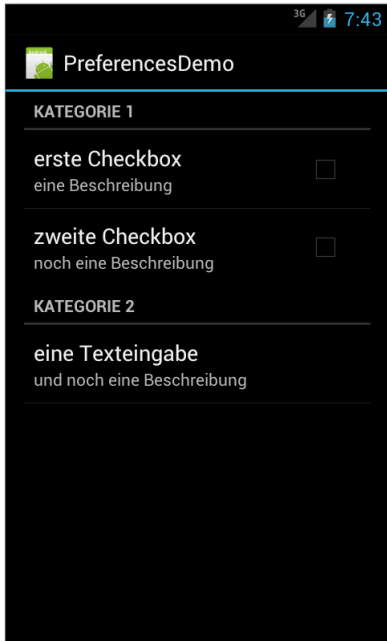 3G 7:43
PreferencesDemo
KATEGORIE 1
erste Checkbox
eine Beschreibung
zweite Checkbox
noch eine Beschreibung
KATEGORIE 2
eine Texteingabe
und noch eine Beschreibung